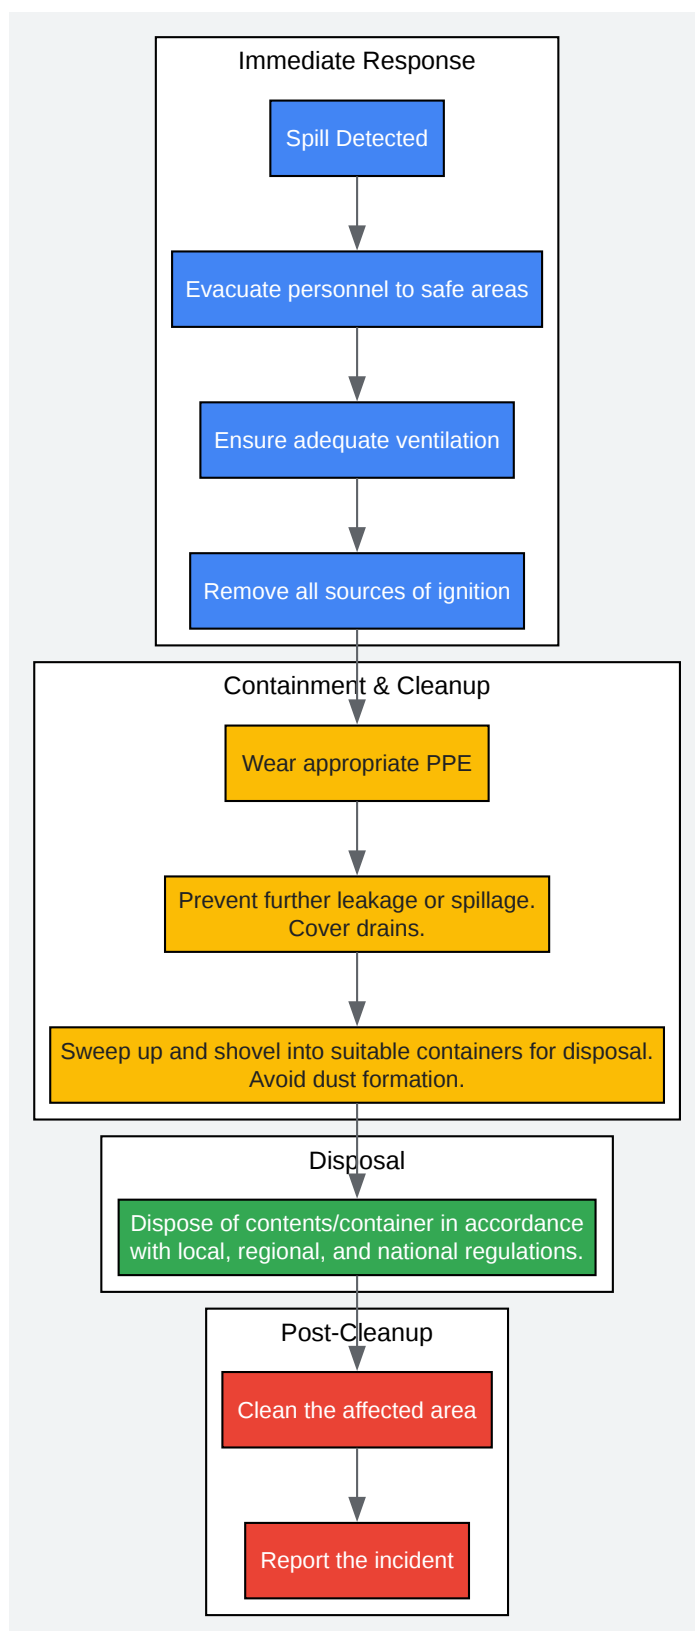 Immediate Response
Spill Detected
Evacuate personnel to safe areas
Ensure adequate ventilation
Remove all sources of ignition
Containment & Cleanup
Wear appropriate PPE
Prevent further leakage or spillage.
Cover drains.
Sweep up and shovel into suitable containers for disposal.
Avoid dust formation.
Disposal
Dispose of contents/container in accordance
with local, regional, and national regulations.
Post-Cleanup
Clean the affected area
Report the incident